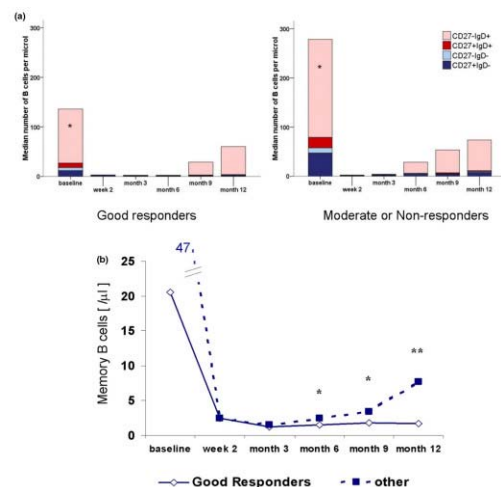 (a)
300
200
100
0
Median number of B cells per microl
*
baseline
week 2
month 3
month 6
month 9
month 12
Good responders
300
200
100
0
Median number of B cells per microl
*
CD27-IgD+
CD27+IgD+
CD27-IgD-
CD27+IgD-
baseline
week 2
month 3
month 6
month 9
month 12
Moderate or Non-responders
(b)
47
25
20
15
10
5
0
Memory B cells [ /µl ]
* * **
baseline week 2 month 3 month 6 month 9 month 12
Good Responders other